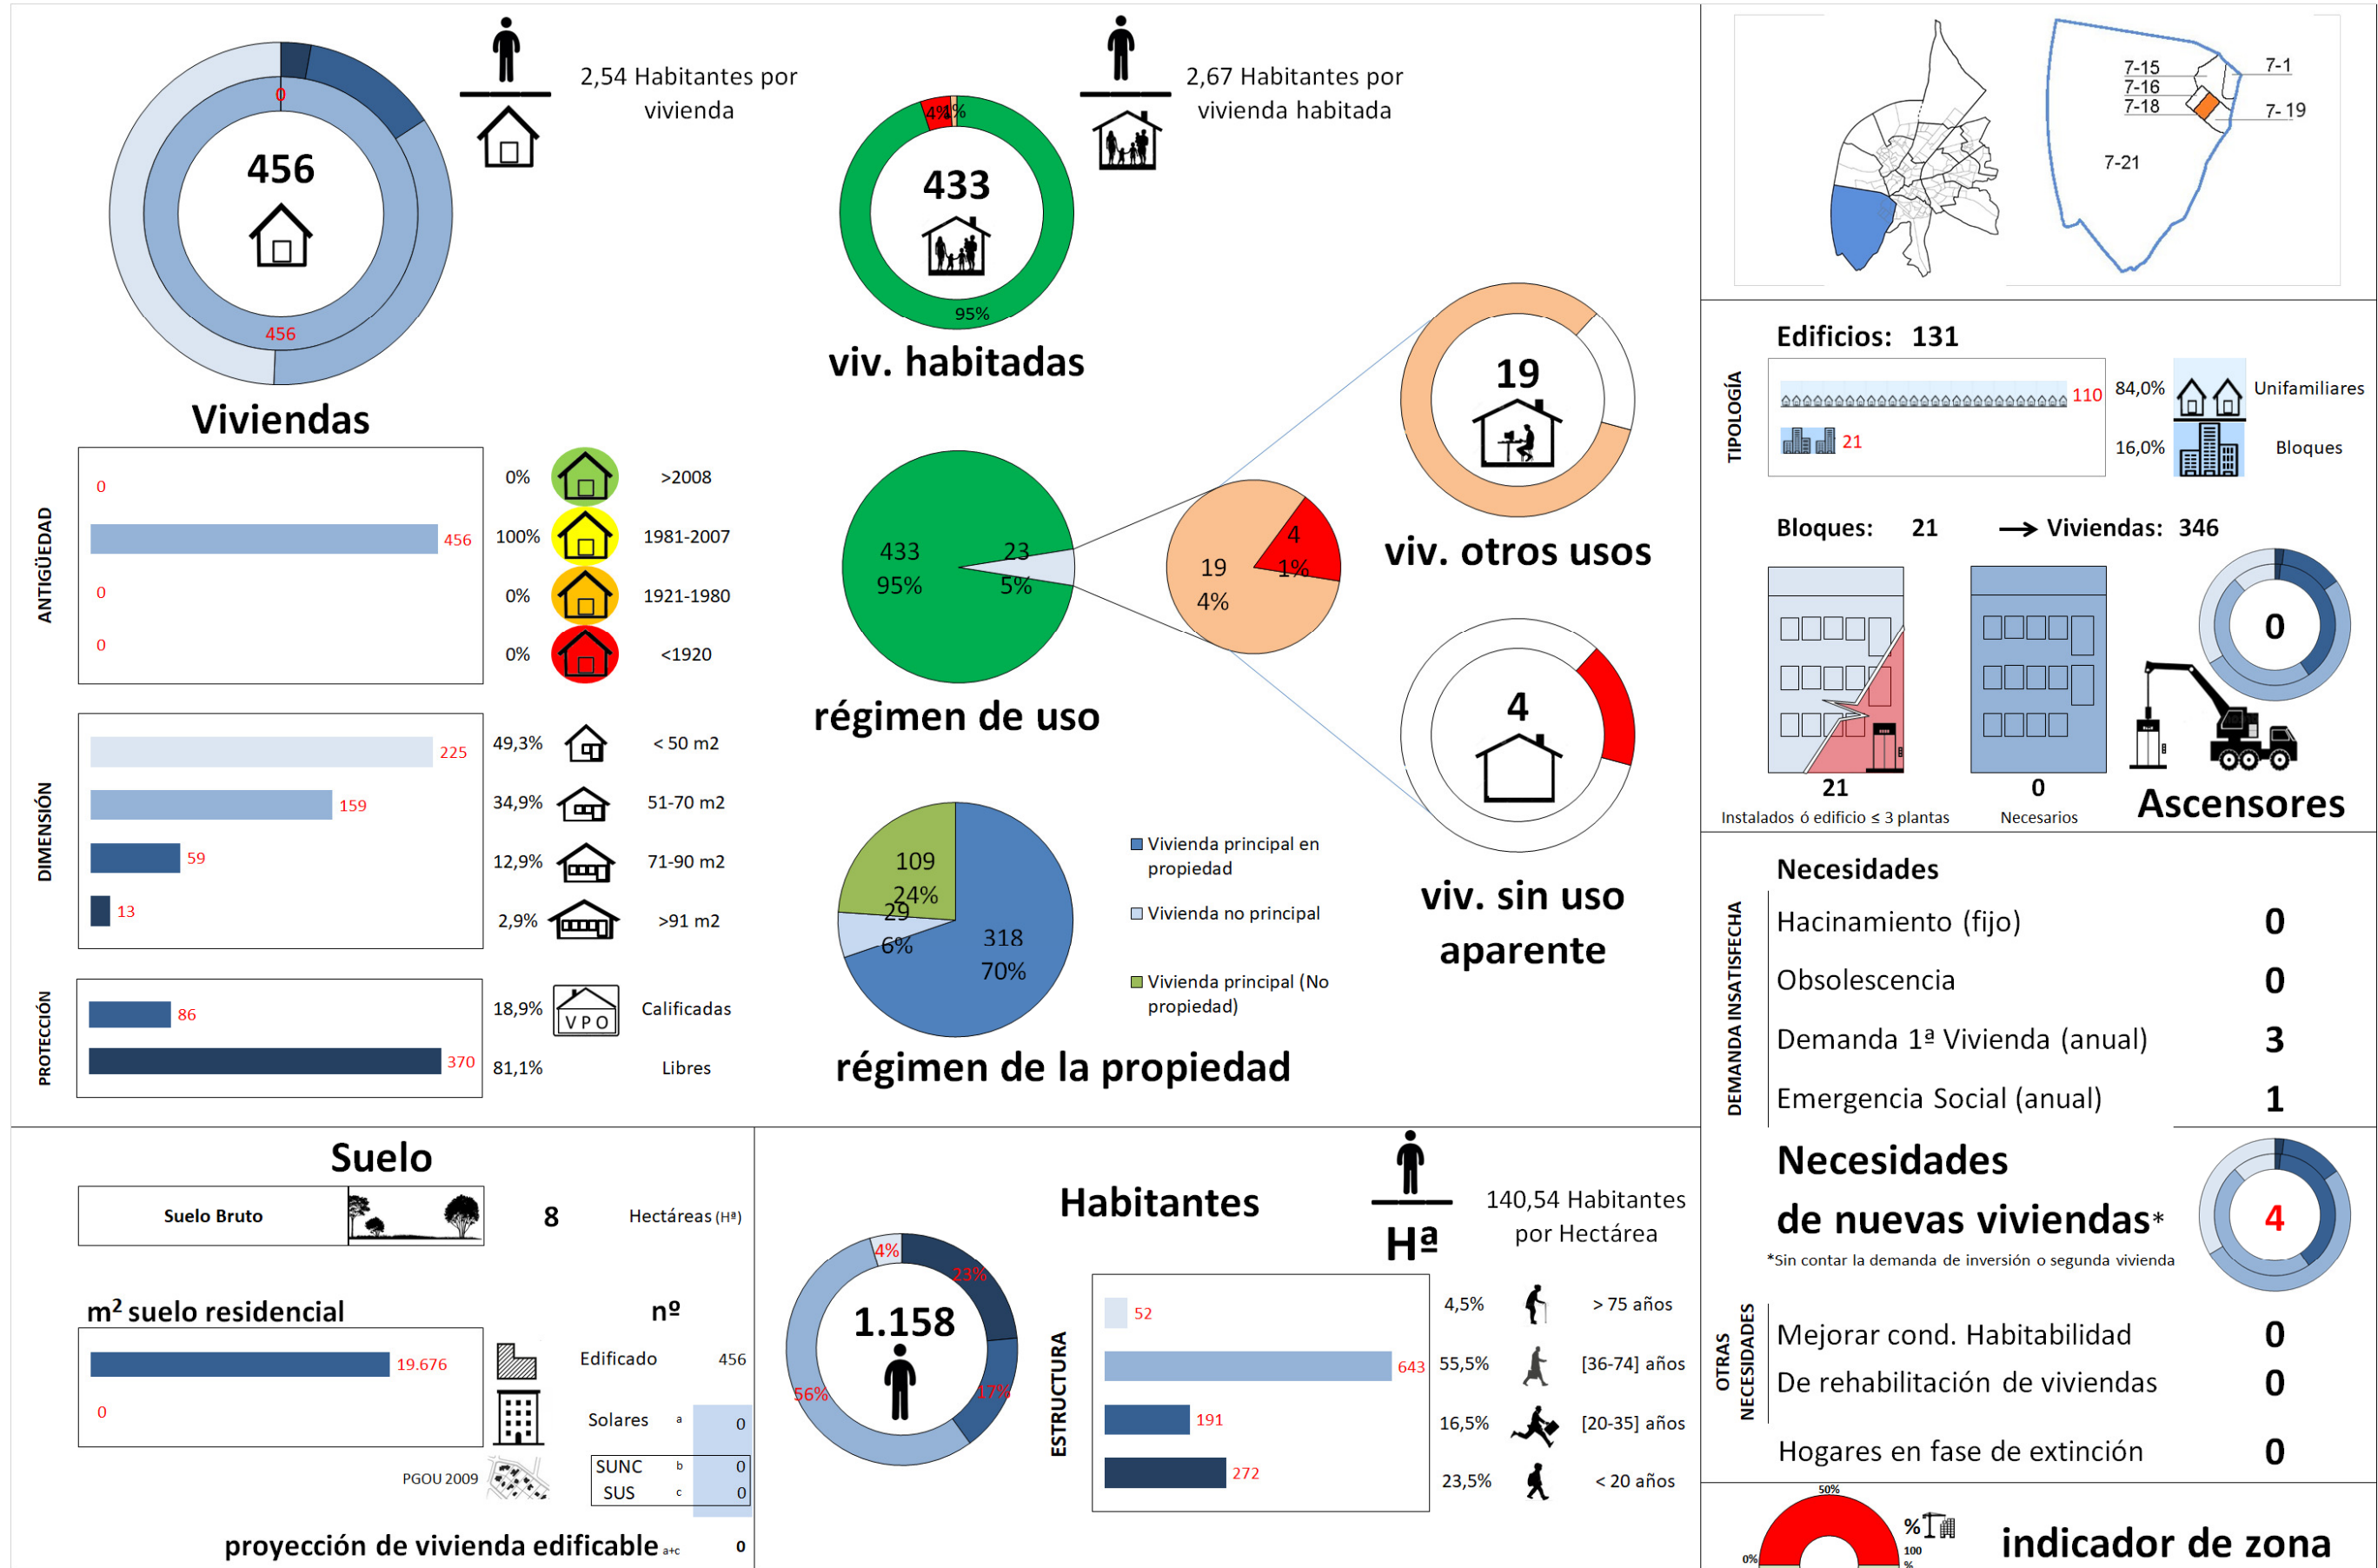 0
456
456
2,54 Habitantes por
vivienda
Viviendas
4%
1%
433
95%
viv. habitadas
2,67 Habitantes por
vivienda habitada
7-15
7-16
7-18
7-1
7- 19
7-21
ANTIGÜEDAD
0
0% >2008
456
100% 1981-2007
0
0% 1921-1980
0
0% <1920
DIMENSIÓN
225
49,3% < 50 m2
159
34,9% 51-70 m2
59
12,9% 71-90 m2
13
2,9% >91 m2
PROTECCIÓN
86
18,9% VPO Calificadas
370
81,1% Libres
433
95%
23
5%
19
4%
4
1%
régimen de uso
19
viv. otros usos
4
viv. sin uso
aparente
109
24%
29
6%
318
70%
Vivienda principal en
propiedad
Vivienda no principal
Vivienda principal (No
propiedad)
régimen de la propiedad
Edificios: 131
TIPOLOGÍA
110 84,0% Unifamiliares
21 16,0% Bloques
Bloques: 21 → Viviendas: 346
0
21
Instalados ó edificio ≤ 3 plantas
0
Necesarios
Ascensores
DEMANDA INSATISFECHA
Necesidades
Hacinamiento (fijo) 0
Obsolescencia 0
Demanda 1ª Vivienda (anual) 3
Emergencia Social (anual) 1
Necesidades
de nuevas viviendas*
4
*Sin contar la demanda de inversión o segunda vivienda
OTRAS
NECESIDADES
Mejorar cond. Habitabilidad 0
De rehabilitación de viviendas 0
Hogares en fase de extinción 0
50%
0%
%
100
%
indicador de zona
Suelo
Suelo Bruto 8 Hectáreas (Hª)
m² suelo residencial nº
19.676 Edificado 456
0 Solares a 0
PGOU 2009
SUNC b 0
SUS c 0
proyección de vivienda edificable a+c 0
Habitantes
Hª
140,54 Habitantes
por Hectárea
4%
23%
17%
56%
1.158
ESTRUCTURA
52 4,5% > 75 años
643 55,5% [36-74] años
191 16,5% [20-35] años
272 23,5% < 20 años